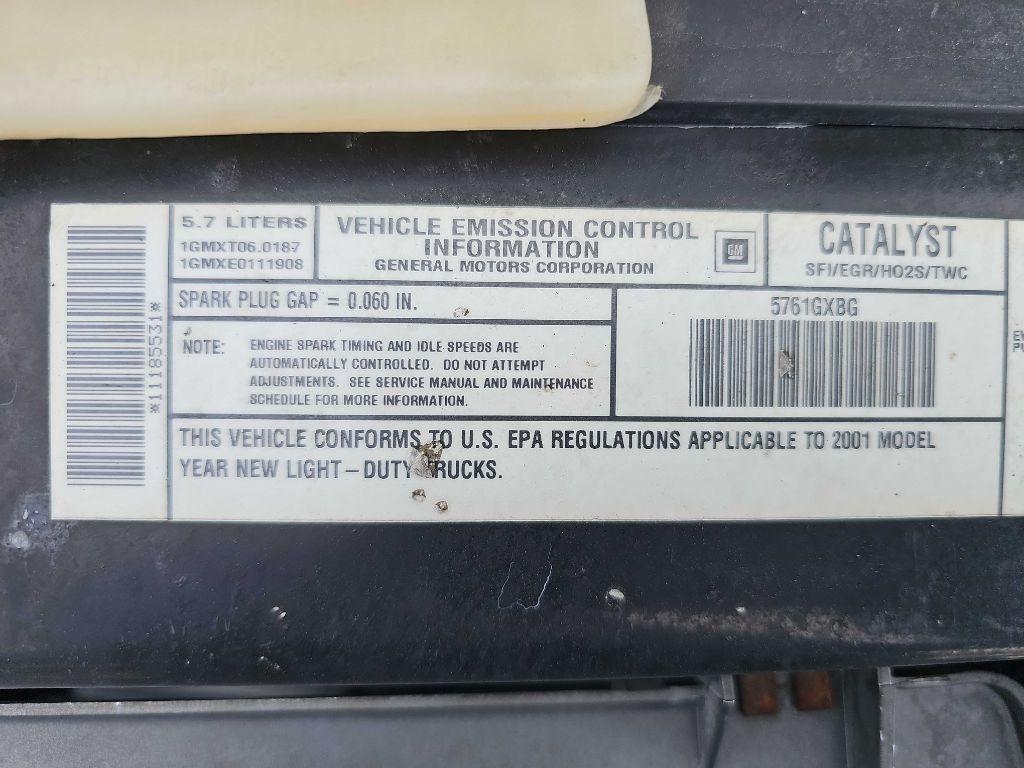 5.7 LITERS
1GMXT06.0187
1GMXE0111908
VEHICLE EMISSION CONTROL
INFORMATION
GENERAL MOTORS CORPORATION
GM
CATALYST
SFI/EGR/HO2S/TWC
SPARK PLUG GAP = 0.060 IN.
5761GXBG
*11185531*
NOTE: ENGINE SPARK TIMING AND IDLE SPEEDS ARE
AUTOMATICALLY CONTROLLED. DO NOT ATTEMPT
ADJUSTMENTS. SEE SERVICE MANUAL AND MAINTENANCE
SCHEDULE FOR MORE INFORMATION.
THIS VEHICLE CONFORMS TO U.S. EPA REGULATIONS APPLICABLE TO 2001 MODEL
YEAR NEW LIGHT-DUTY TRUCKS.